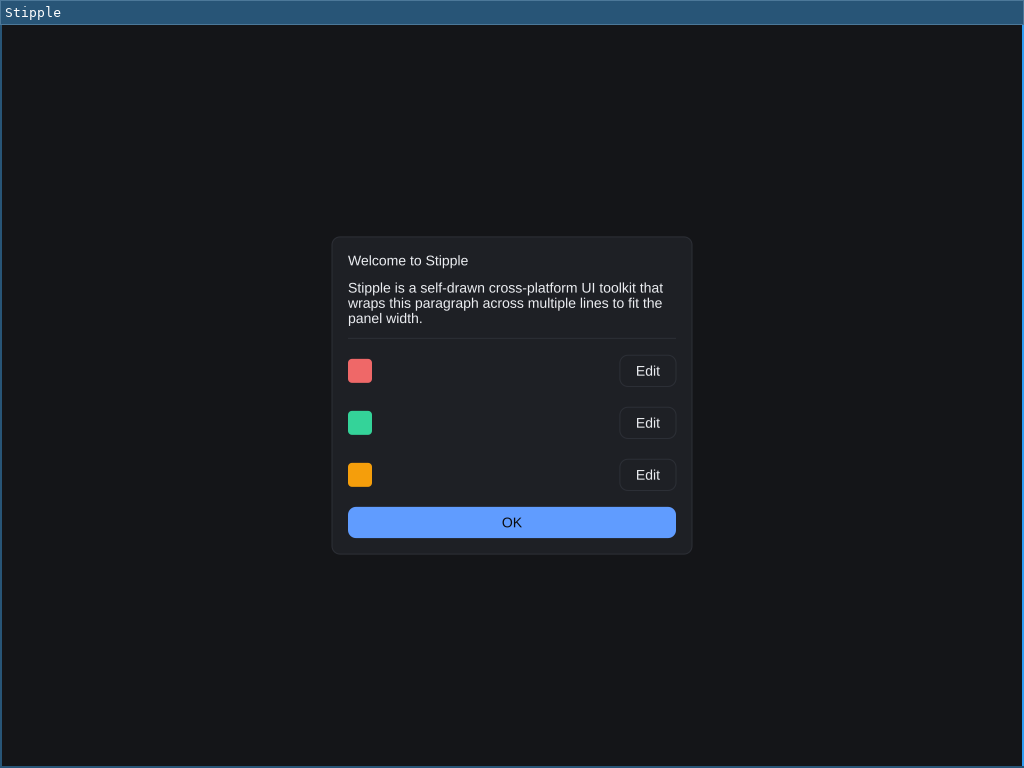 Stipple
Welcome to Stipple
Stipple is a self-drawn cross-platform UI toolkit that
wraps this paragraph across multiple lines to fit the
panel width.
Edit
Edit
Edit
OK